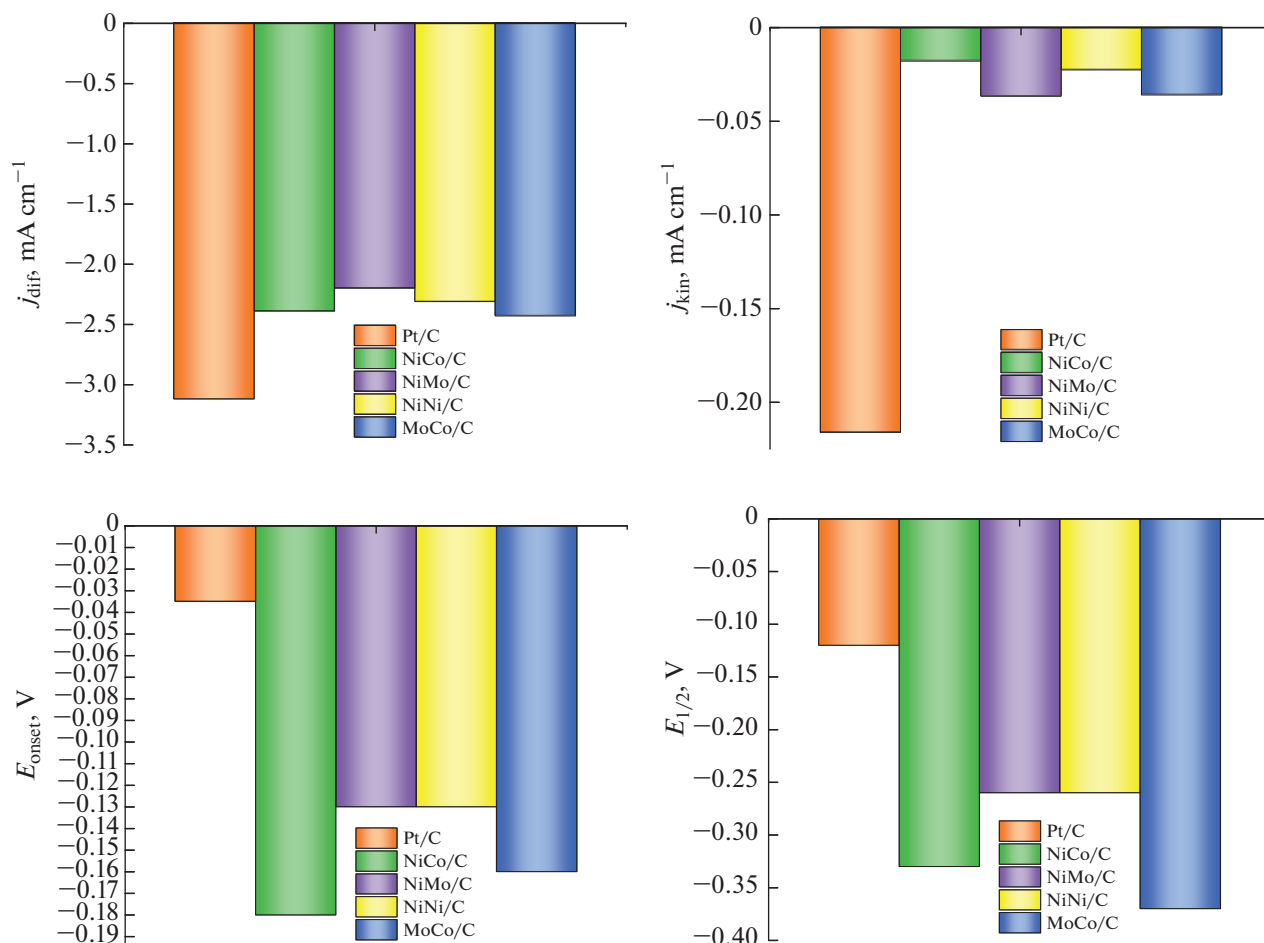 0
−0.5
−1.0
−1.5
−2.0
−2.5
−3.0
−3.5
j_dif, mA cm⁻¹
Pt/C
NiCo/C
NiMo/C
NiNi/C
MoCo/C
0
−0.05
−0.10
−0.15
−0.20
j_kin, mA cm⁻¹
Pt/C
NiCo/C
NiMo/C
NiNi/C
MoCo/C
0
−0.01
−0.02
−0.03
−0.04
−0.05
−0.06
−0.07
−0.08
−0.09
−0.10
−0.11
−0.12
−0.13
−0.14
−0.15
−0.16
−0.17
−0.18
−0.19
E_onset, V
Pt/C
NiCo/C
NiMo/C
NiNi/C
MoCo/C
0
−0.05
−0.10
−0.15
−0.20
−0.25
−0.30
−0.35
−0.40
E_1/2, V
Pt/C
NiCo/C
NiMo/C
NiNi/C
MoCo/C